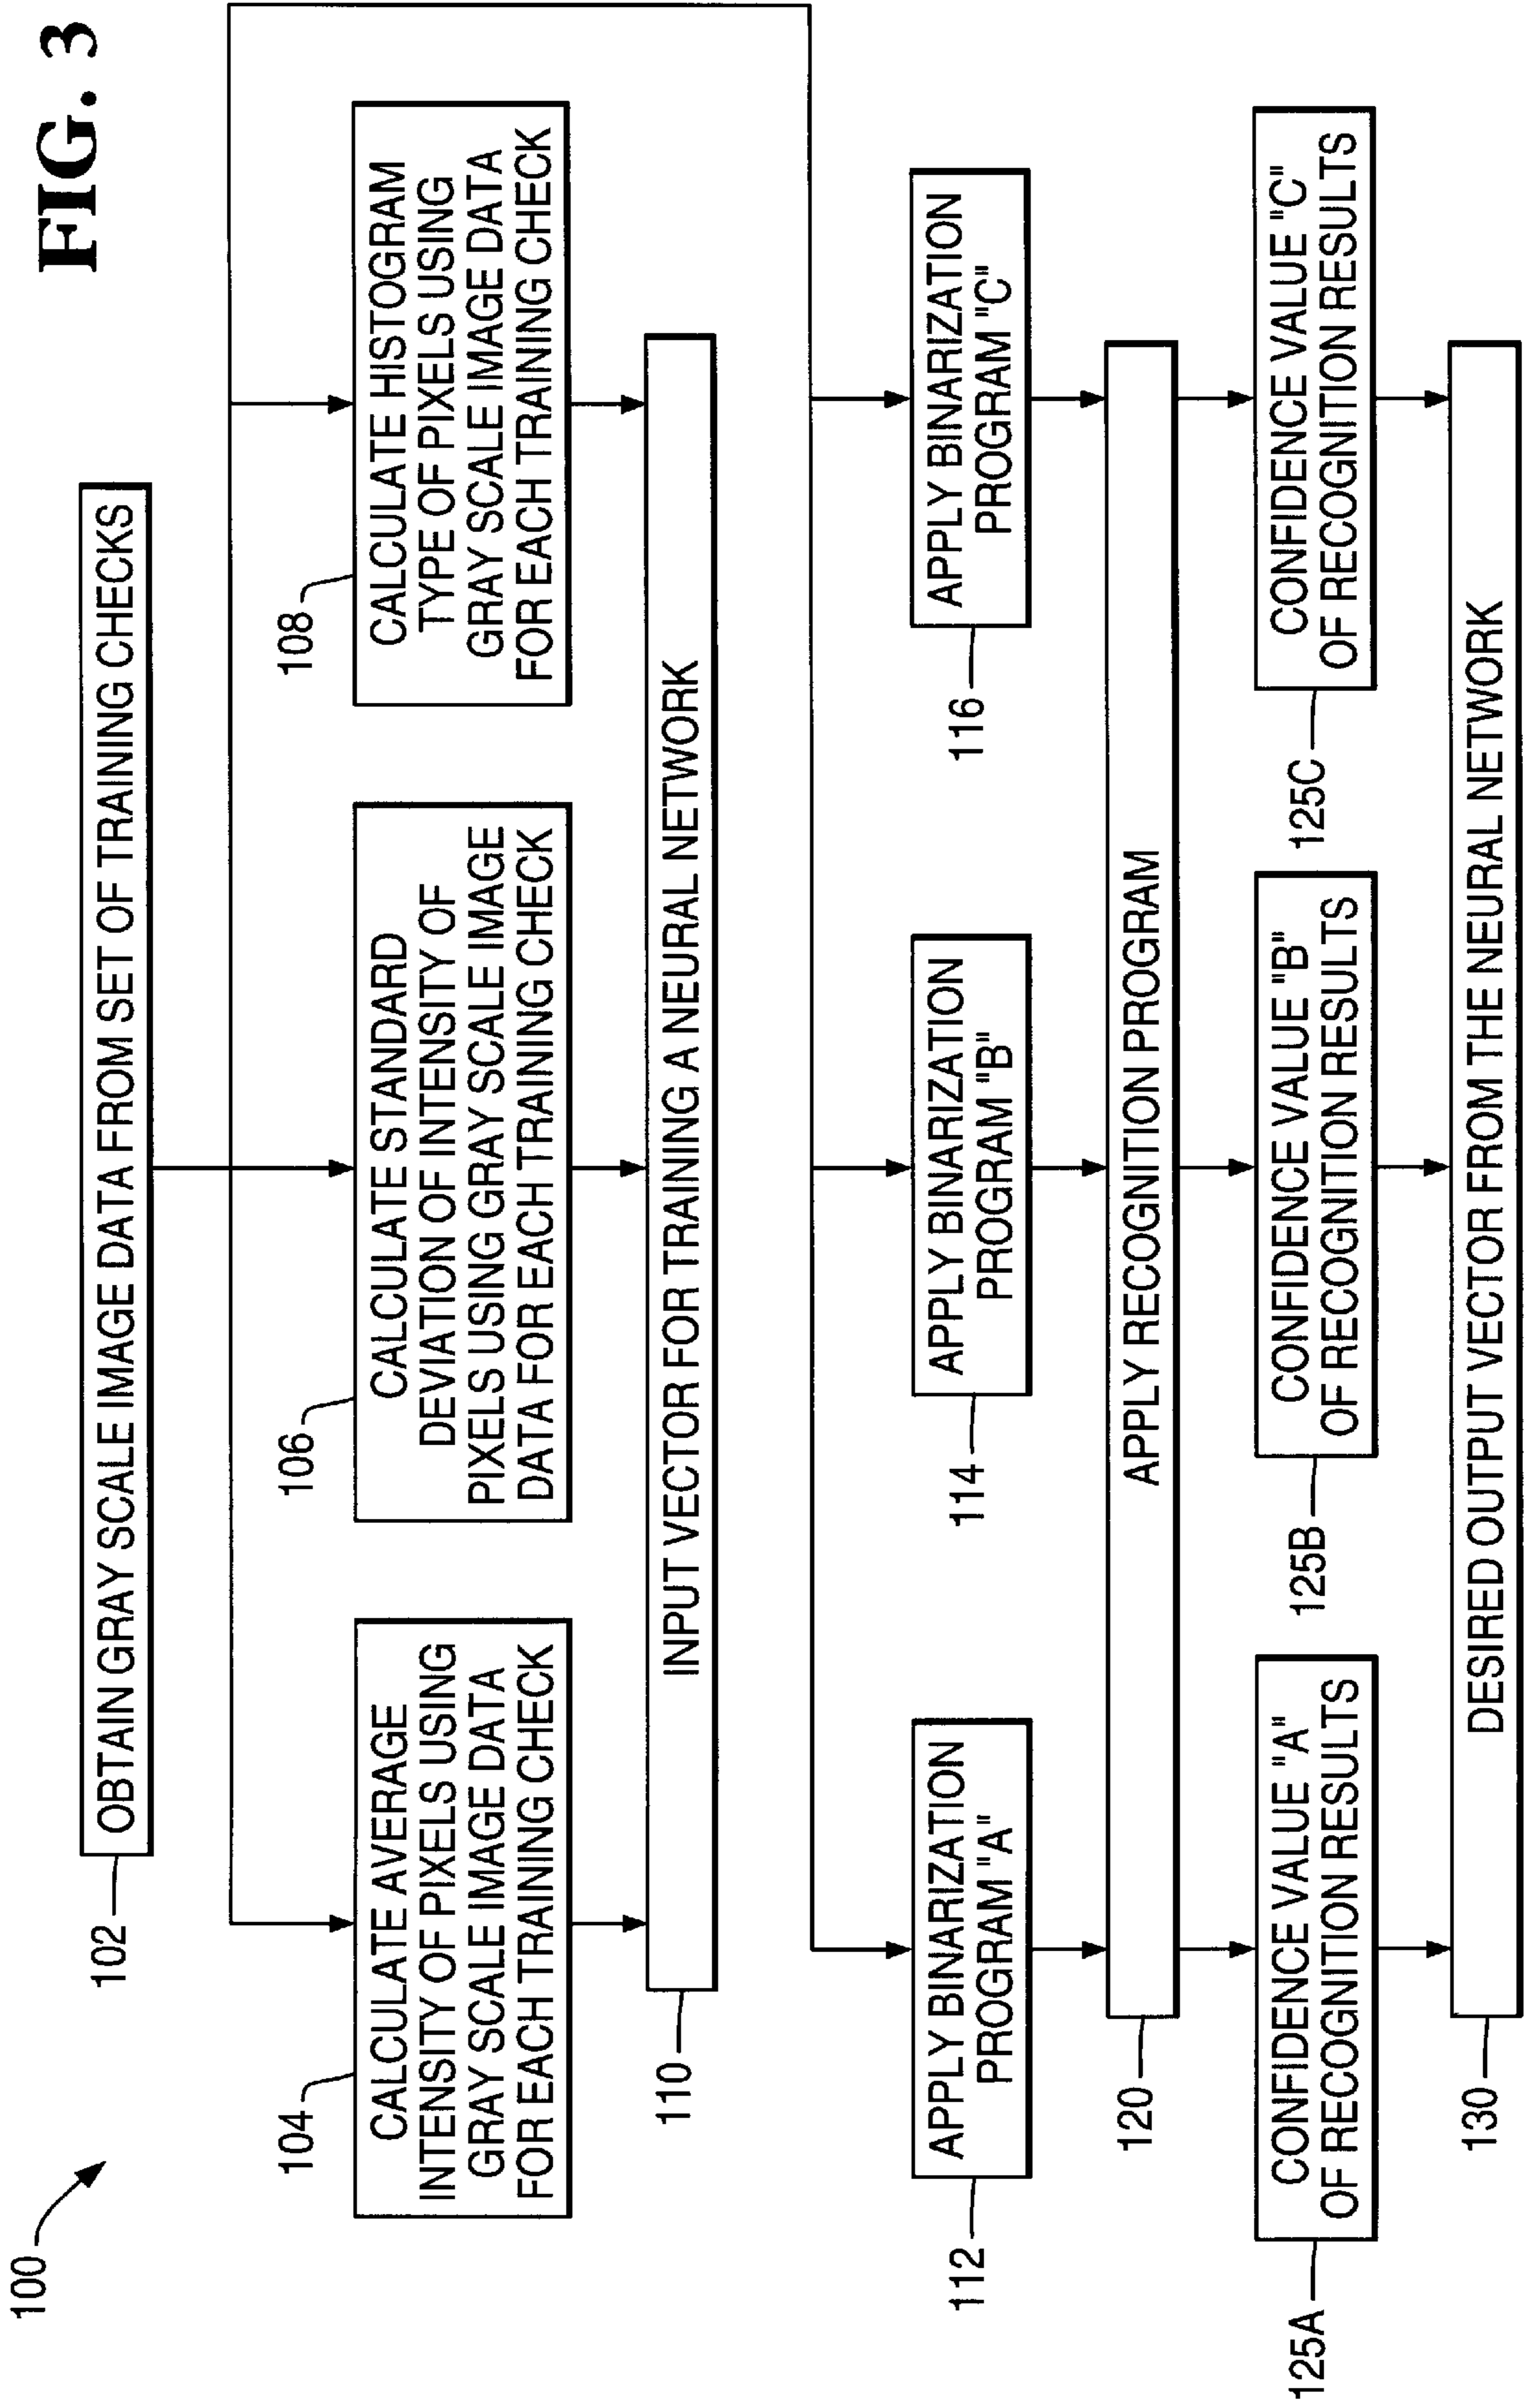 FIG. 3
100
102
OBTAIN GRAY SCALE IMAGE DATA FROM SET OF TRAINING CHECKS
104
CALCULATE AVERAGE
INTENSITY OF PIXELS USING
GRAY SCALE IMAGE DATA
FOR EACH TRAINING CHECK
106
CALCULATE STANDARD
DEVIATION OF INTENSITY OF
PIXELS USING GRAY SCALE IMAGE
DATA FOR EACH TRAINING CHECK
108
CALCULATE HISTOGRAM
TYPE OF PIXELS USING
GRAY SCALE IMAGE DATA
FOR EACH TRAINING CHECK
110
INPUT VECTOR FOR TRAINING A NEURAL NETWORK
112
APPLY BINARIZATION
PROGRAM "A"
114
APPLY BINARIZATION
PROGRAM "B"
116
APPLY BINARIZATION
PROGRAM "C"
120
APPLY RECOGNITION PROGRAM
125A
CONFIDENCE VALUE "A"
OF RECOGNITION RESULTS
125B
CONFIDENCE VALUE "B"
OF RECOGNITION RESULTS
125C
CONFIDENCE VALUE "C"
OF RECOGNITION RESULTS
130
DESIRED OUTPUT VECTOR FROM THE NEURAL NETWORK